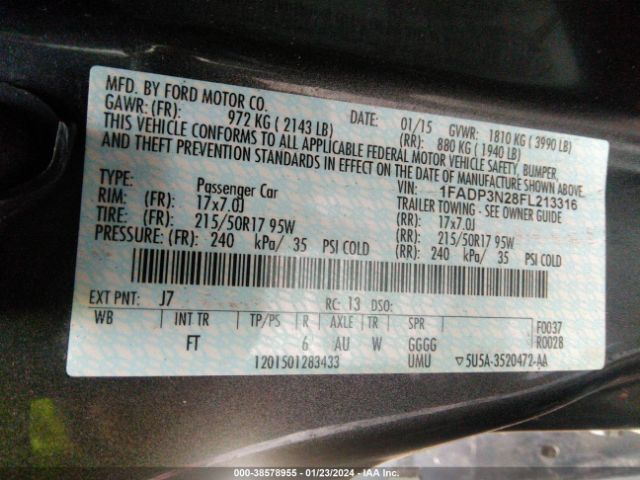 MFD. BY FORD MOTOR CO.
DATE: 01/15 GVWR: 1810 KG ( 3990 LB)
GAWR: (FR): 972 KG ( 2143 LB) (RR): 880 KG ( 1940 LB)
THIS VEHICLE CONFORMS TO ALL APPLICABLE FEDERAL MOTOR VEHICLE SAFETY, BUMPER,
AND THEFT PREVENTION STANDARDS IN EFFECT ON THE DATE OF MANUFACTURE SHOWN ABOVE.
VIN: 1FADP3N28FL213316
TYPE: Passenger Car TRAILER TOWING - SEE OWNER GUIDE
RIM: (FR): 17x7.0J (RR): 17x7.0J
TIRE: (FR): 215/50R17 95W (RR): 215/50R17 95W
PRESSURE: (FR): 240 kPa/ 35 PSI COLD (RR): 240 kPa/ 35 PSI COLD
EXT PNT: J7 RC: 13 DSO:
WB INT TR TP/PS R AXLE TR SPR F0037
FT 6 AU W GGGG R0028
1201501283433 UMU ▽5U5A-3520472-AA
000-38578955 - 01/23/2024 - IAA Inc.